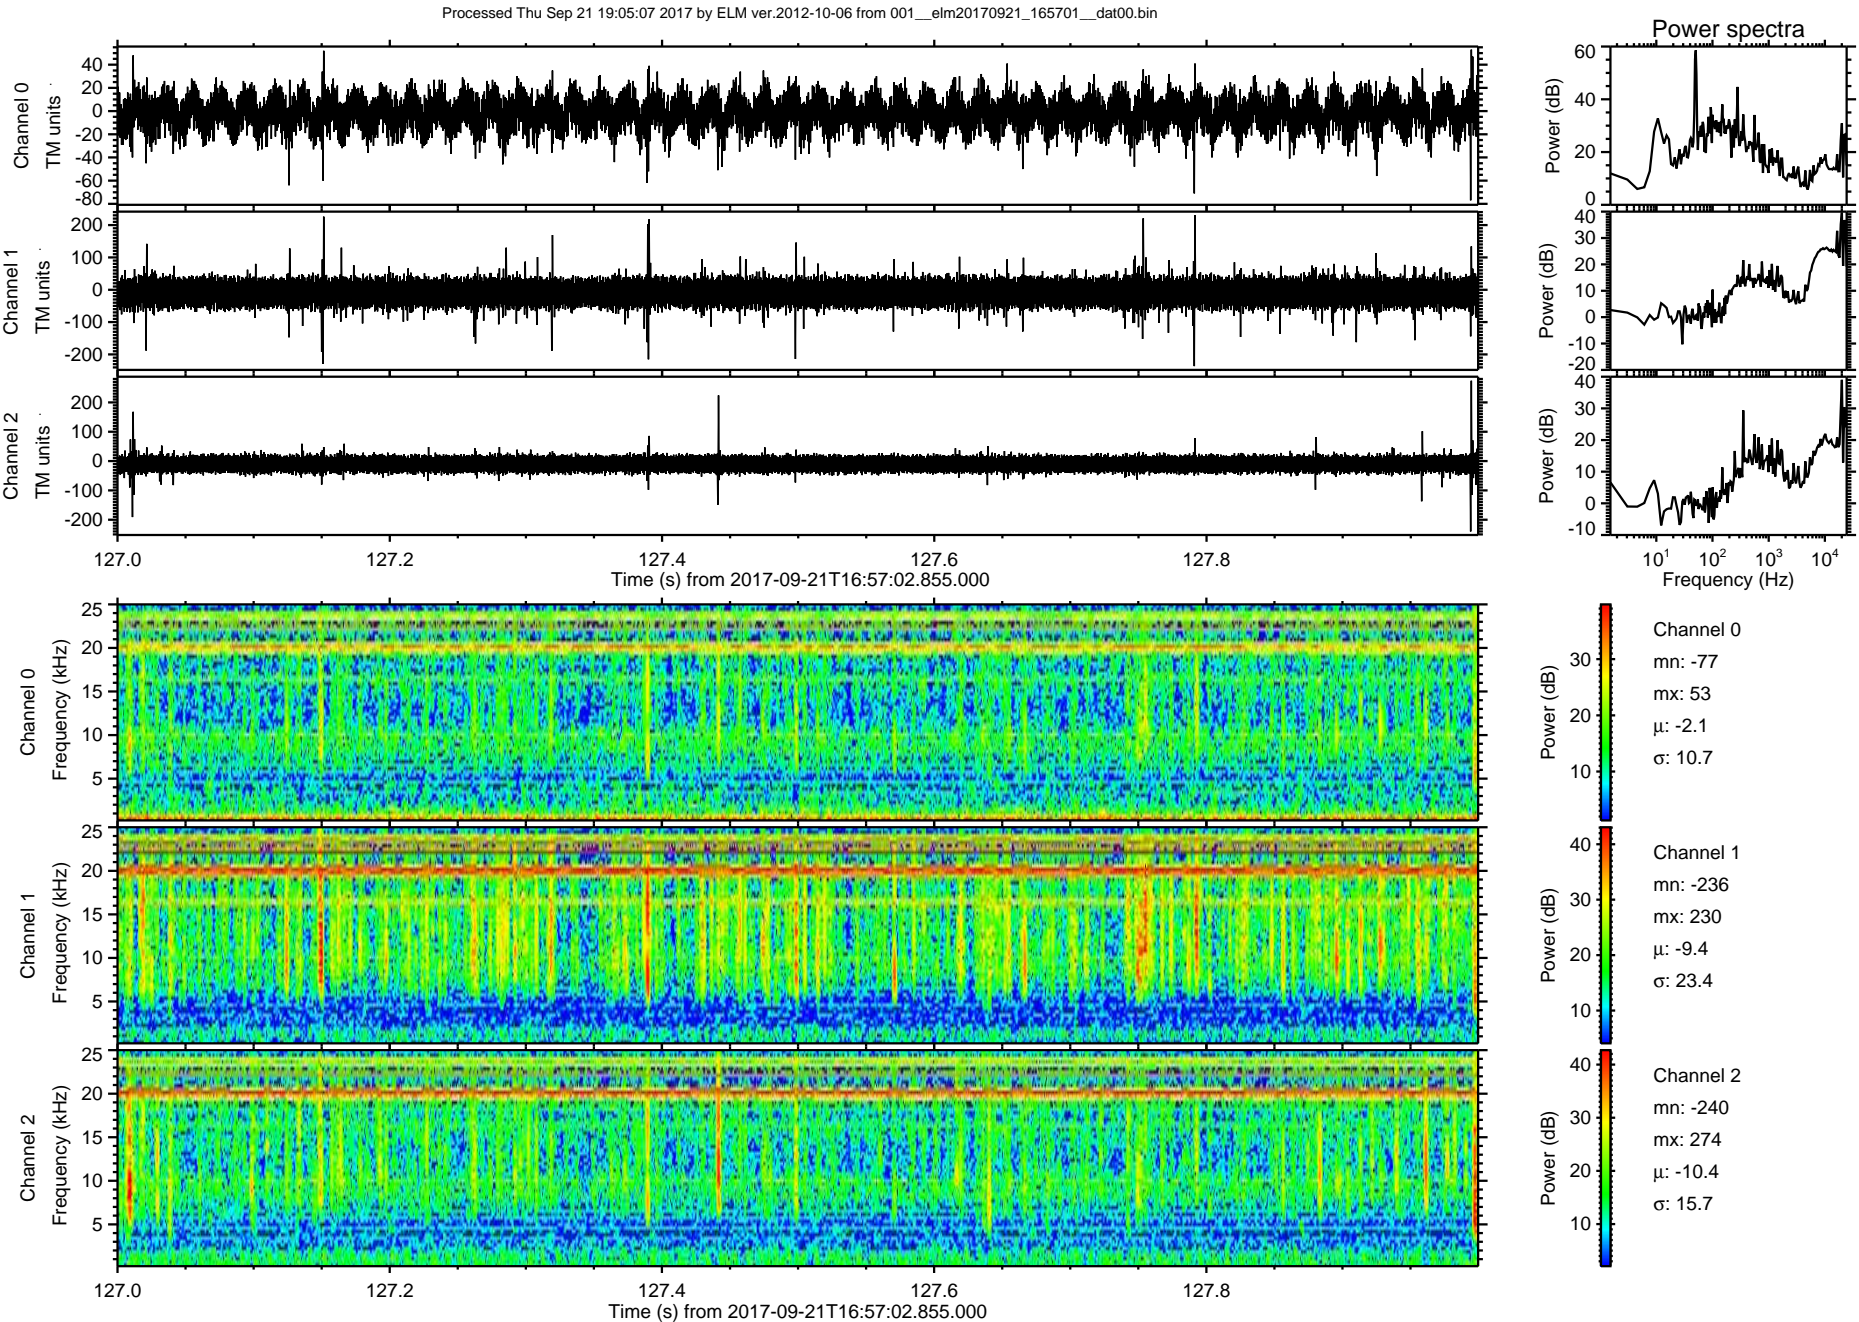 Processed Thu Sep 21 19:05:07 2017 by ELM ver.2012-10-06 from 001__elm20170921_165701__dat00.bin
Power spectra
Channel 0
TM units
40
20
0
-20
-40
-60
-80
Power (dB)
60
40
20
0
Channel 1
TM units
200
100
0
-100
-200
Power (dB)
40
30
20
10
0
-10
-20
Channel 2
TM units
200
100
0
-100
-200
Power (dB)
40
30
20
10
0
-10
127.0 127.2 127.4 127.6 127.8
Time (s) from 2017-09-21T16:57:02.855.000
10^1 10^2 10^3 10^4
Frequency (Hz)
Channel 0
Frequency (kHz)
25
20
15
10
5
Power (dB)
30
20
10
Channel 0
mn: -77
mx: 53
μ: -2.1
σ: 10.7
Channel 1
Frequency (kHz)
25
20
15
10
5
Power (dB)
40
30
20
10
Channel 1
mn: -236
mx: 230
μ: -9.4
σ: 23.4
Channel 2
Frequency (kHz)
25
20
15
10
5
Power (dB)
40
30
20
10
Channel 2
mn: -240
mx: 274
μ: -10.4
σ: 15.7
127.0 127.2 127.4 127.6 127.8
Time (s) from 2017-09-21T16:57:02.855.000